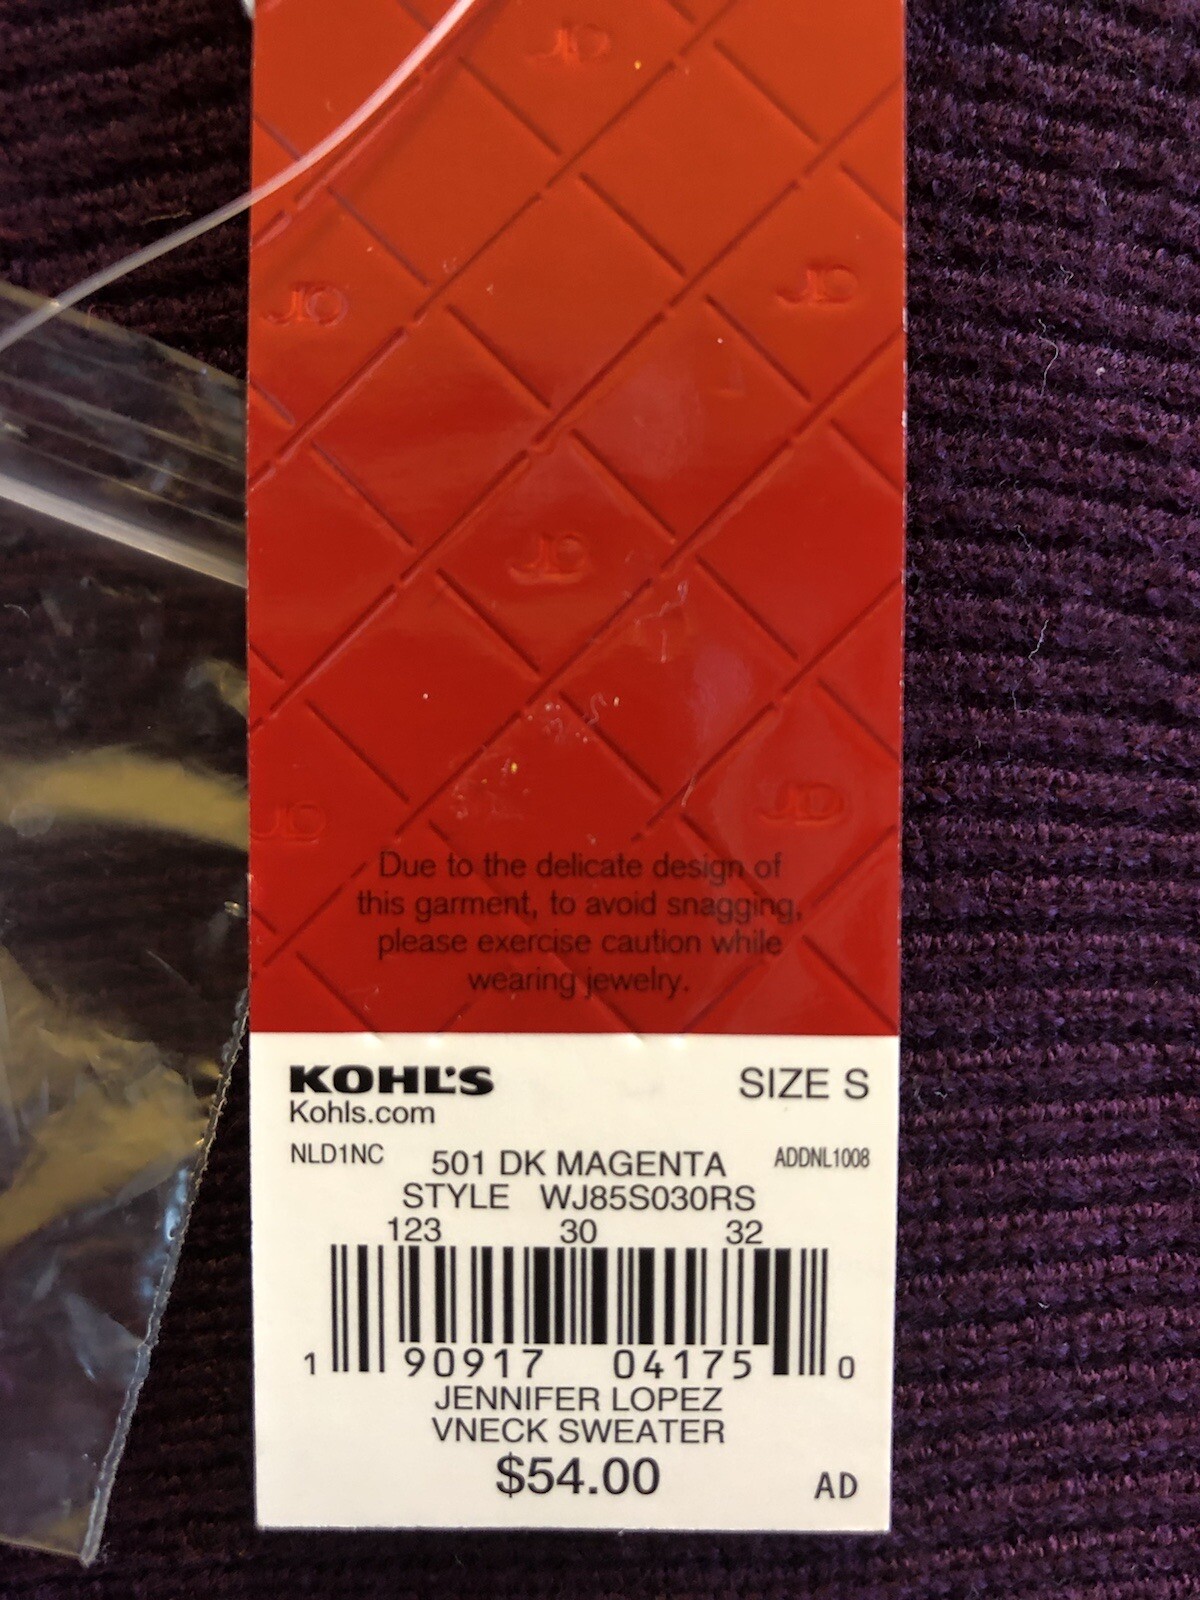 Due to the delicate design of
this garment, to avoid snagging,
please exercise caution while
wearing jewelry.
KOHL'S
SIZE S
Kohls.com
NLD1NC 501 DK MAGENTA ADDNL1008
STYLE WJ85S030RS
123 30 32
1 90917 04175 0
JENNIFER LOPEZ
VNECK SWEATER
$54.00
AD